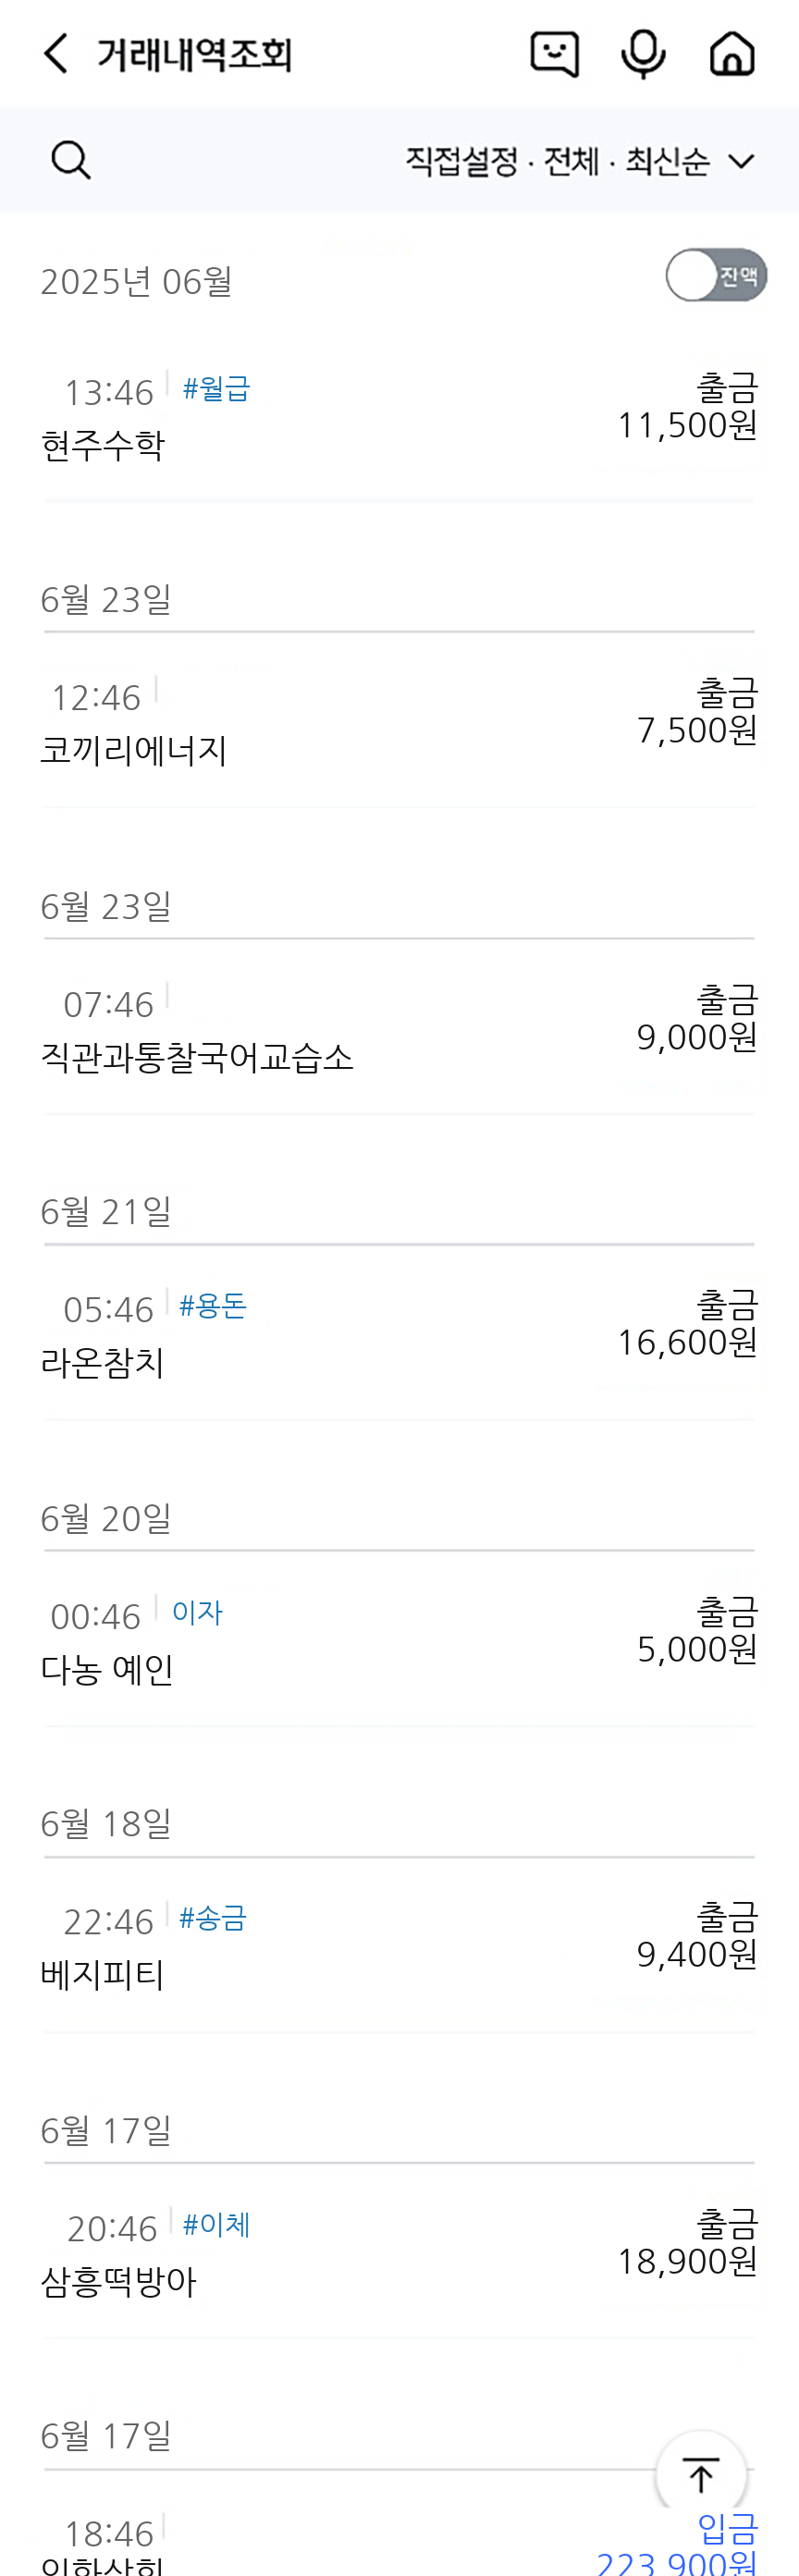 거래내역조회
직접설정 · 전체 · 최신순
2025년 06월
잔액
13:46 #월급
출금
현주수학
11,500원
6월 23일
12:46
출금
코끼리에너지
7,500원
6월 23일
07:46
출금
직관과통찰국어교습소
9,000원
6월 21일
05:46 #용돈
출금
라온참치
16,600원
6월 20일
00:46 이자
출금
다농 예인
5,000원
6월 18일
22:46 #송금
출금
베지피티
9,400원
6월 17일
20:46 #이체
출금
삼흥떡방아
18,900원
6월 17일
18:46
입금
223,900원